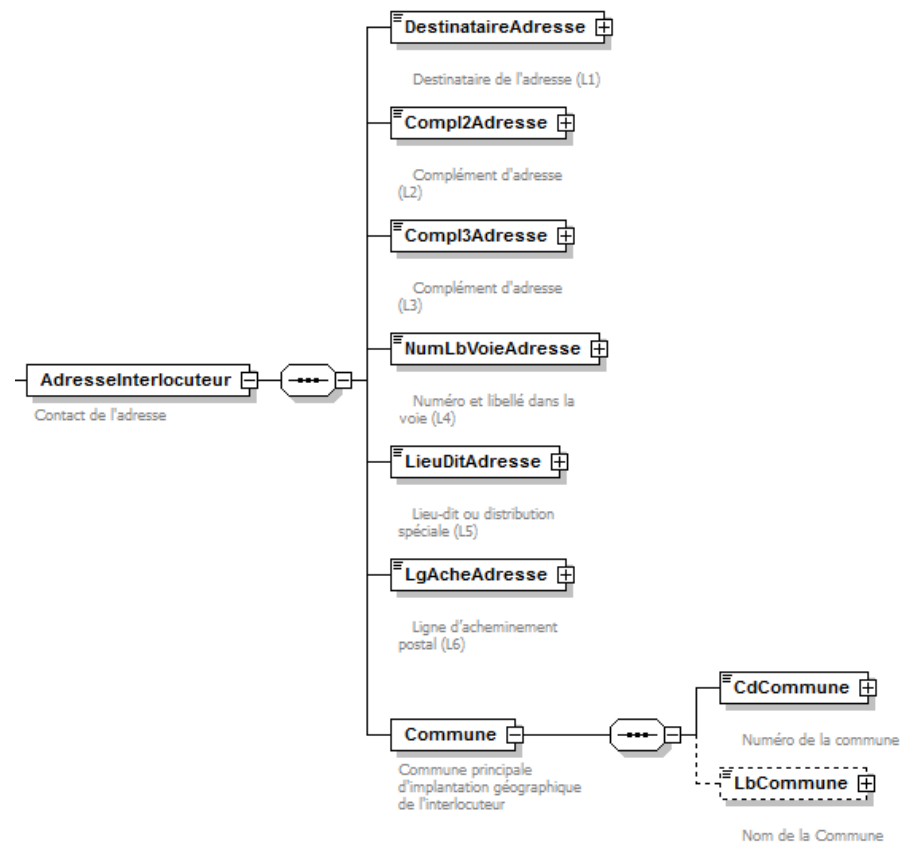 DestinataireAdresse
Destinataire de l'adresse (L1)
Compl2Adresse
Complément d'adresse
(L2)
Compl3Adresse
Complément d'adresse
(L3)
NumLbVoieAdresse
Numéro et libellé dans la
voie (L4)
AdresseInterlocuteur
Contact de l'adresse
LieuDitAdresse
Lieu-dit ou distribution
spéciale (L5)
LgAcheAdresse
Ligne d’acheminement
postal (L6)
Commune
Commune principale
d'implantation géographique
de l'interlocuteur
CdCommune
Numéro de la commune
LbCommune
Nom de la Commune